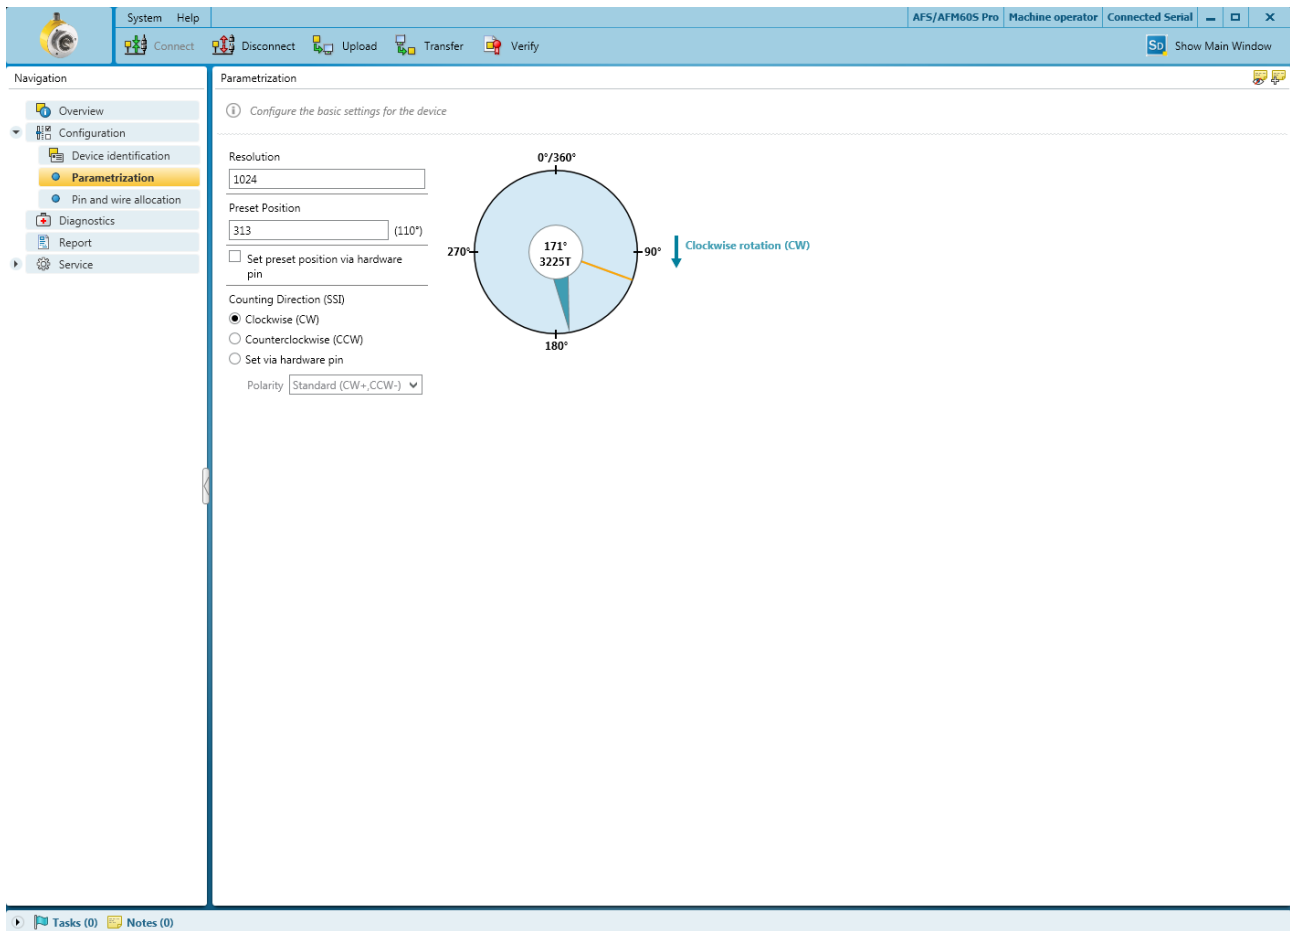 System Help
AFS/AFM60S Pro Machine operator Connected Serial
Connect Disconnect Upload Transfer Verify
SD Show Main Window
Navigation
Overview
Configuration
Device identification
Parametrization
Pin and wire allocation
Diagnostics
Report
Service
Parametrization
Configure the basic settings for the device
Resolution
1024
Preset Position
313 (110°)
Set preset position via hardware
pin
Counting Direction (SSI)
Clockwise (CW)
Counterclockwise (CCW)
Set via hardware pin
Polarity Standard (CW+,CCW-)
0°/360°
270°
171°
3225T
90°
180°
Clockwise rotation (CW)
Tasks (0) Notes (0)